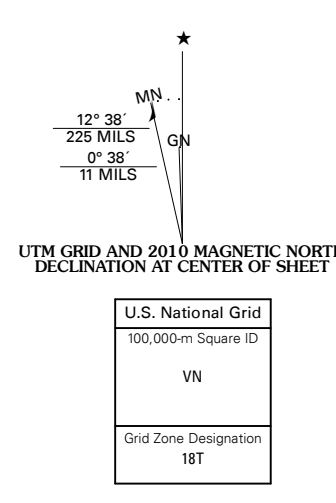 ★
MN
12° 38´
225 MILS
GN
0° 38´
11 MILS
UTM GRID AND 2010 MAGNETIC NORTH
DECLINATION AT CENTER OF SHEET
U.S. National Grid
100,000-m Square ID
VN
Grid Zone Designation
18T